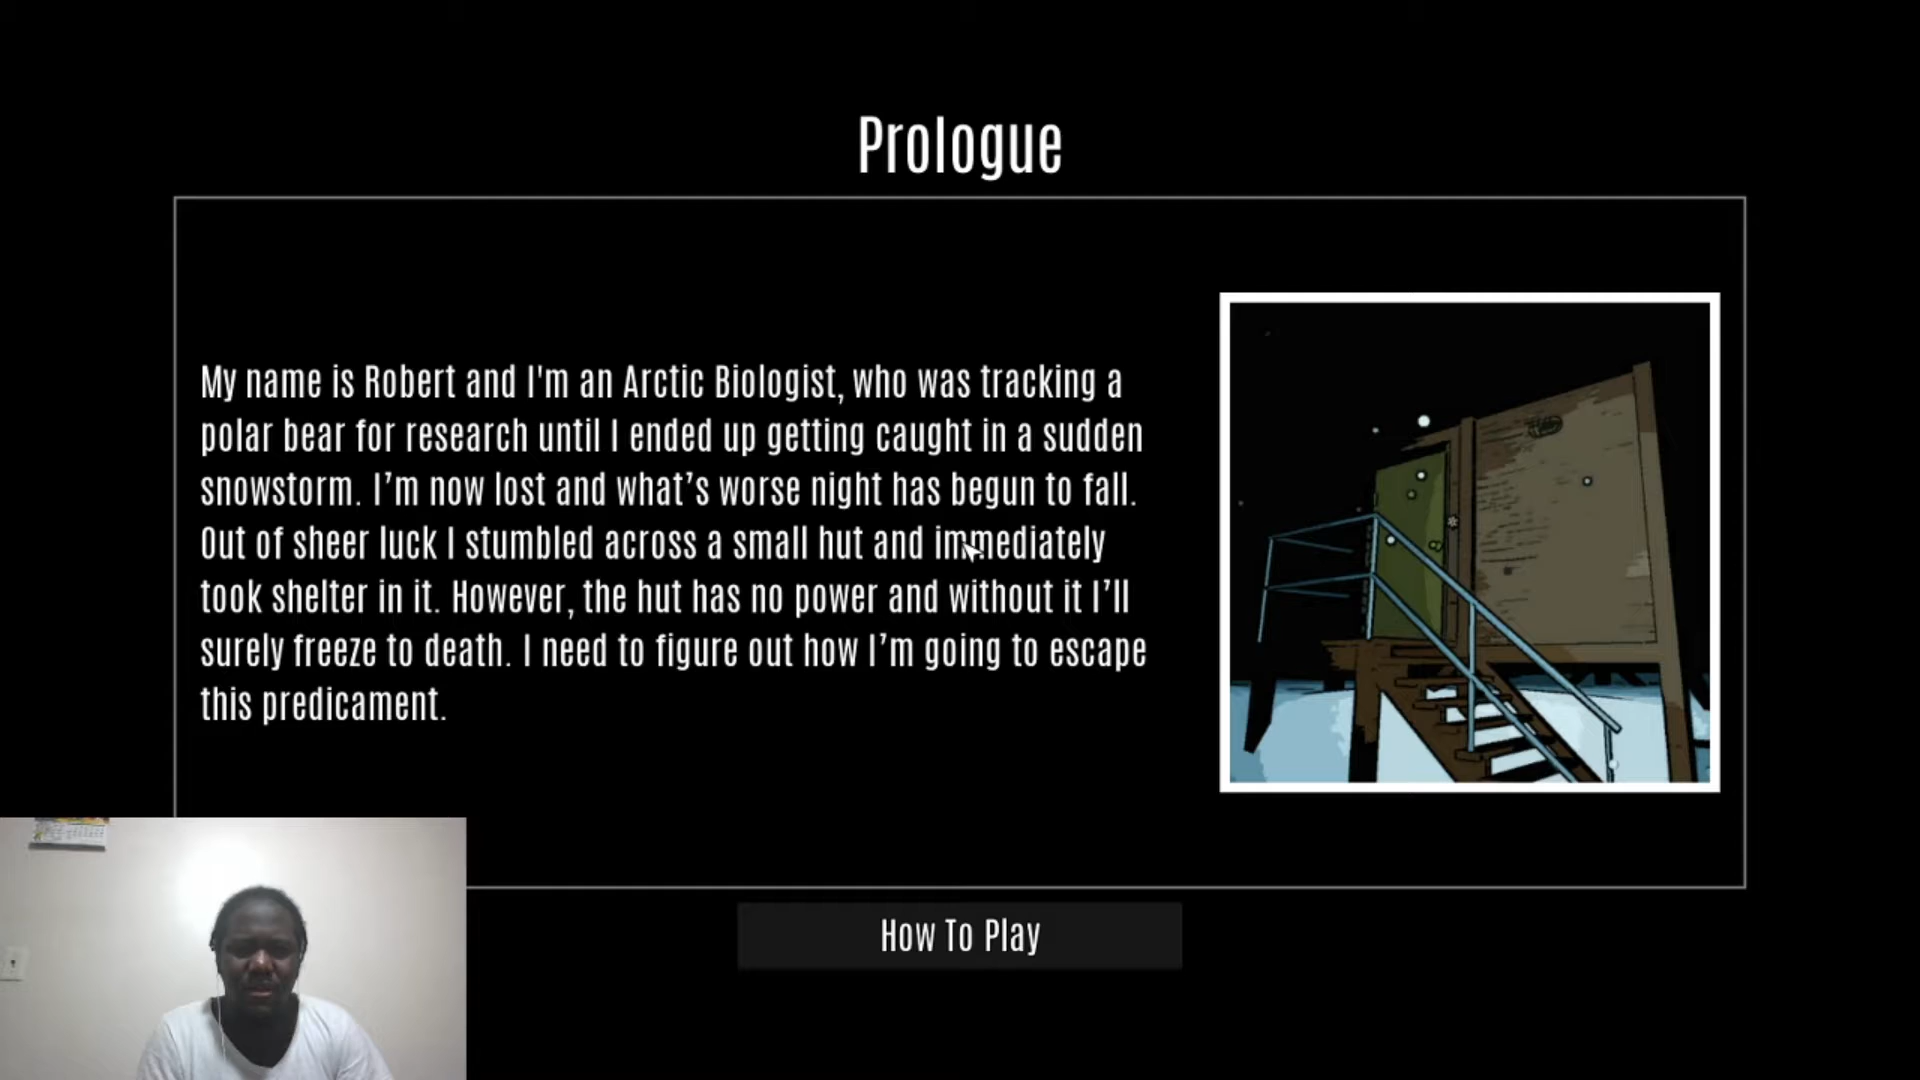 Prologue
My name is Robert and I'm an Arctic Biologist, who was tracking a
polar bear for research until I ended up getting caught in a sudden
snowstorm. I’m now lost and what’s worse night has begun to fall.
Out of sheer luck I stumbled across a small hut and immediately
took shelter in it. However, the hut has no power and without it I’ll
surely freeze to death. I need to figure out how I’m going to escape
this predicament.
How To Play